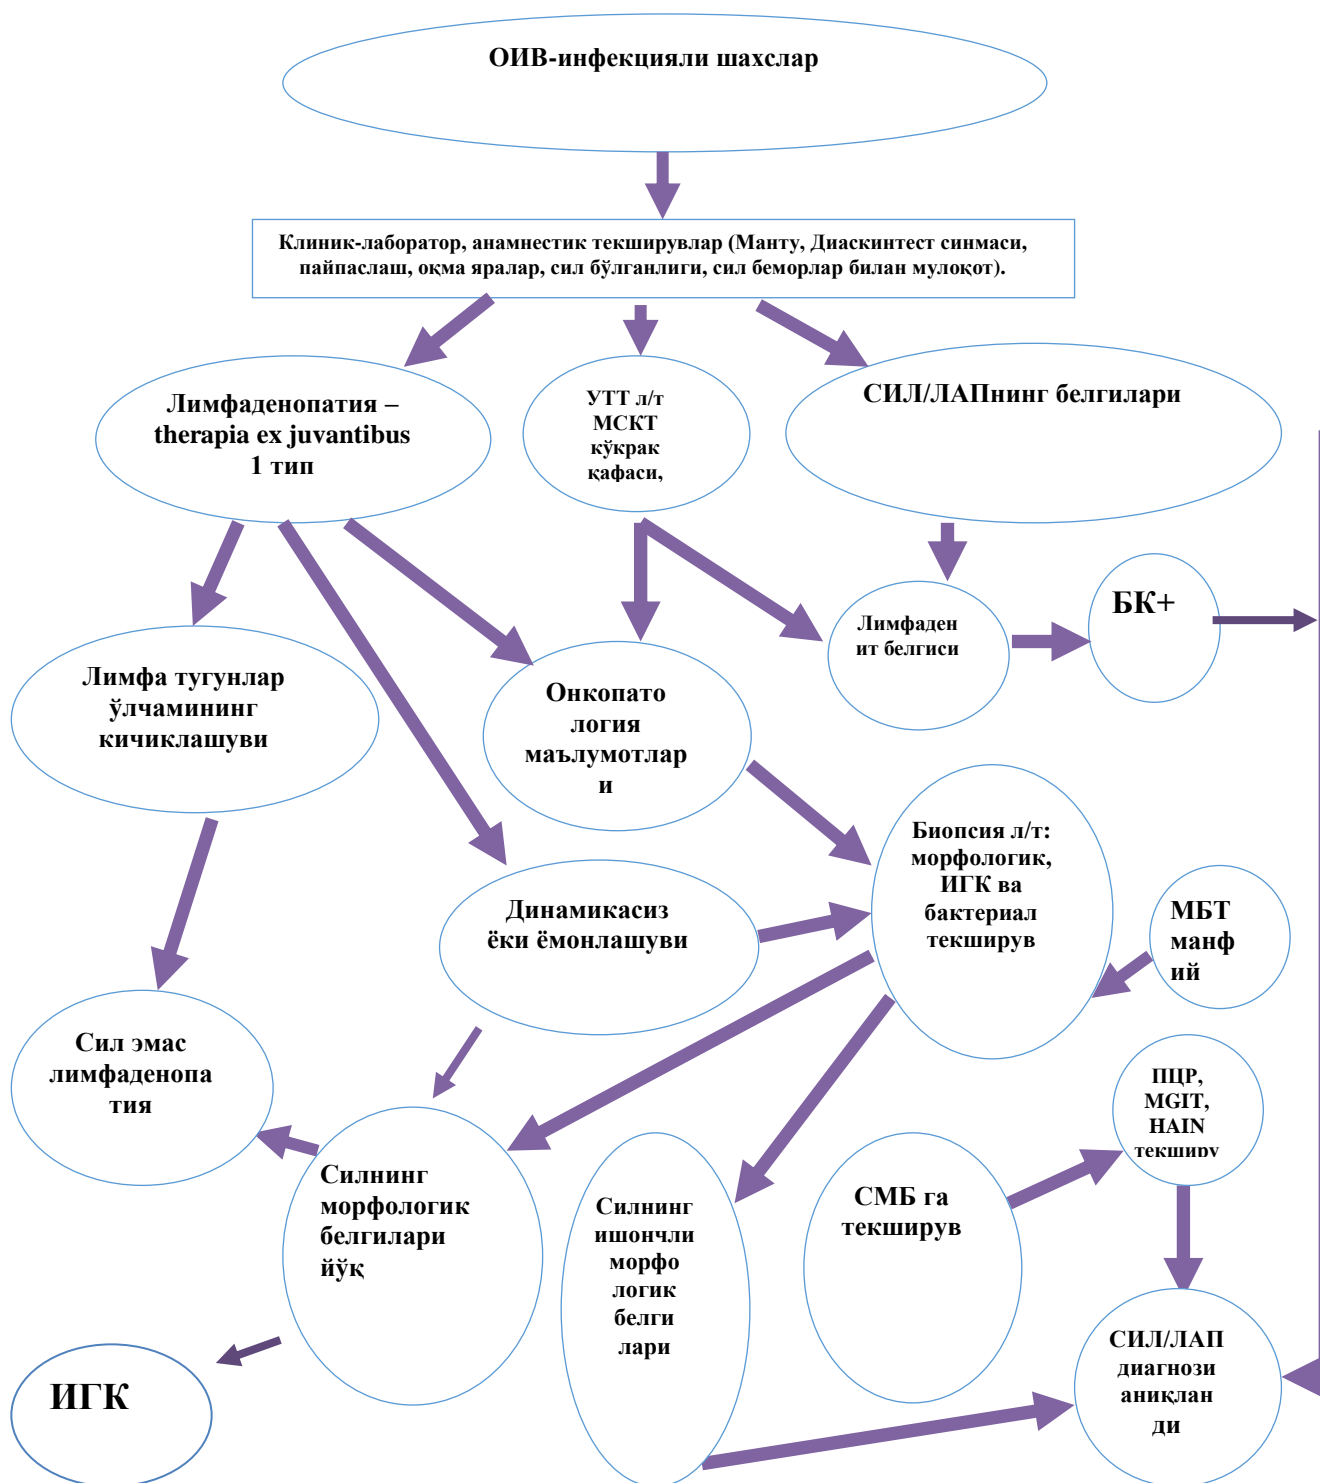 ОИВ-инфекцияли шахслар
Клиник-лаборатор, анамнестик текширувлар (Манту, Диаскинтест синмаси,
пайпаслаш, оқма яралар, сил бўлганлиги, сил беморлар билан мулоқот).
Лимфаденопатия –
therapia ex juvantibus
1 тип
УТТ л/т
МСКТ
кўкрак
қафаси,
СИЛ/ЛАПнинг белгилари
Лимфаден
ит белгиси
БК+
Лимфа тугунлар
ўлчамининг
кичиклашуви
Онкопато
логия
маълумотлар
и
Биопсия л/т:
морфологик,
ИГК ва
бактериал
текширув
Динамикасиз
ёки ёмонлашуви
МБТ
манф
ий
Сил эмас
лимфаденопа
тия
ПЦР,
MGIT,
HAIN
текширу
Силнинг
морфологик
белгилари
йўқ
Силнинг
ишончли
морфо
логик
белги
лари
СМБ га
текширув
СИЛ/ЛАП
диагнози
аниқлан
ди
ИГК